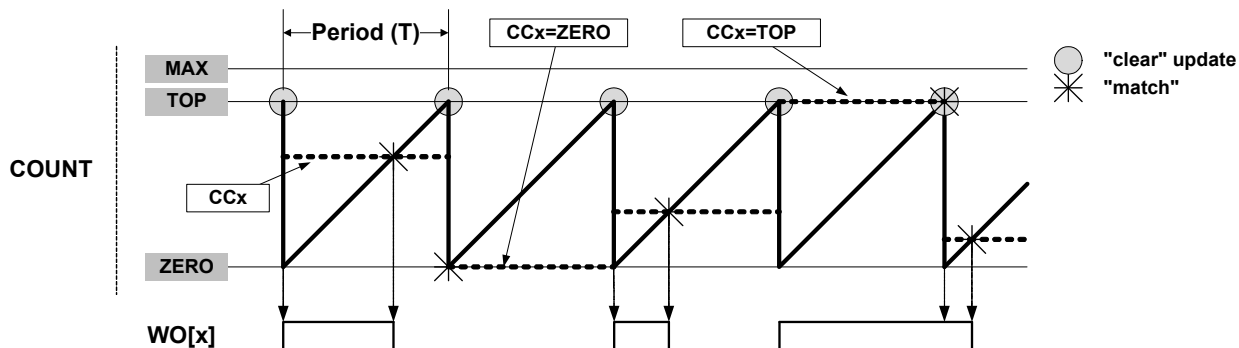 Period (T)
CCx=ZERO
CCx=TOP
"clear" update
"match"
MAX
TOP
COUNT
CCx
ZERO
WO[x]